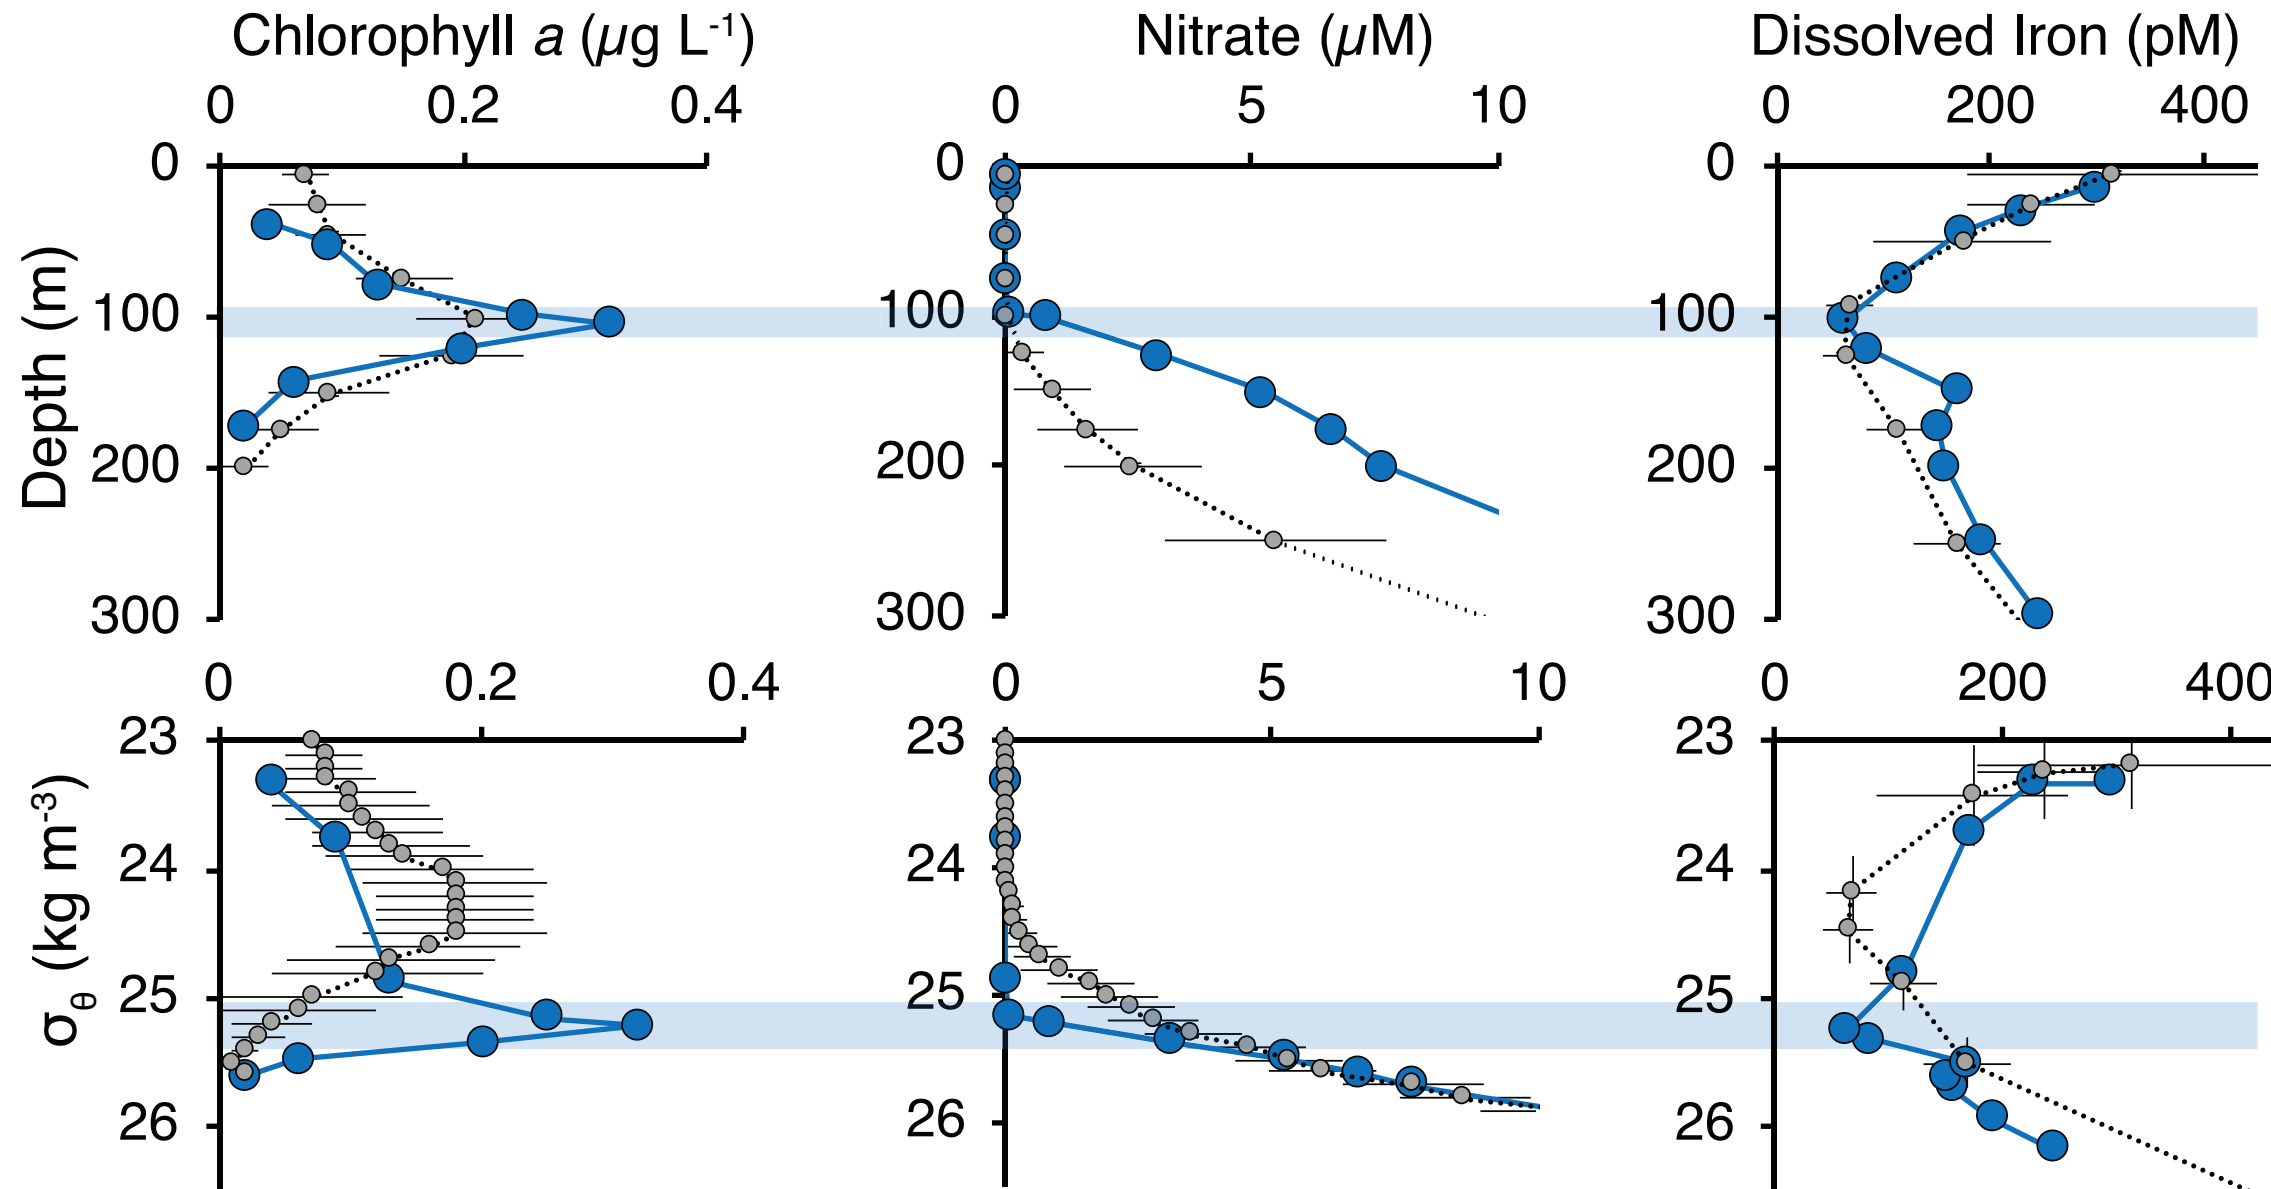 Chlorophyll a (µg L-1) Nitrate (µM) Dissolved Iron (pM)
0 0.2 0.4 0 5 10 0 200 400
0 0 0
100 100 100
200 200 200
300 300 300
Depth (m)
0 0.2 0.4 0 5 10 0 200 400
23 23 23
24 24 24
25 25 25
26 26 26
σθ (kg m-3)